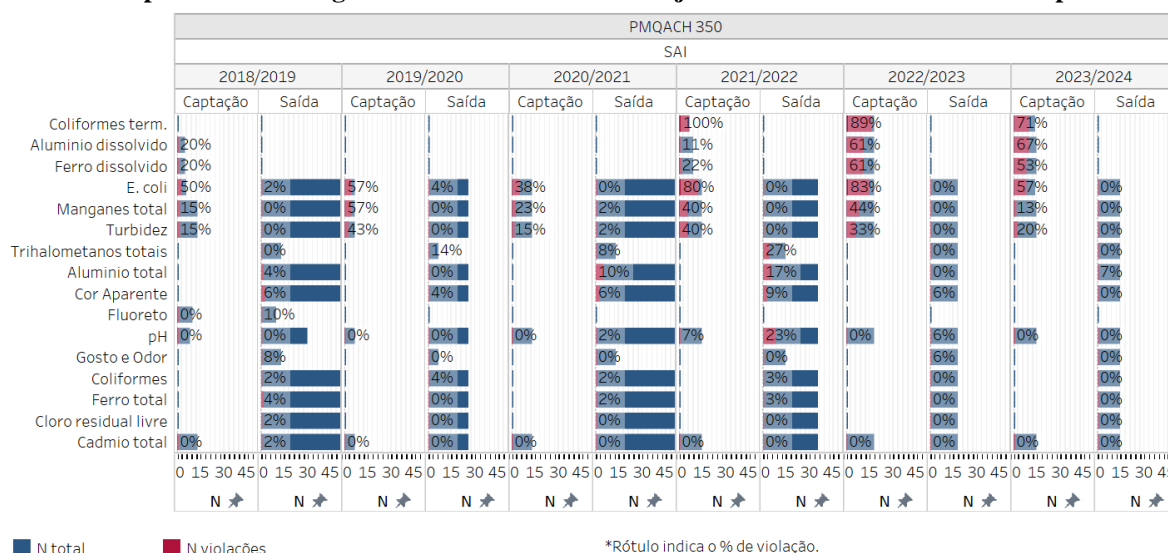 PMQACH 350
SAI
2018/2019 2019/2020 2020/2021 2021/2022 2022/2023 2023/2024
Captação Saída Captação Saída Captação Saída Captação Saída Captação Saída Captação Saída
Coliformes term. 100% 89% 71%
Aluminio dissolvido 20% 11% 61% 67%
Ferro dissolvido 20% 22% 61% 53%
E. coli 50% 2% 57% 4% 38% 0% 80% 0% 83% 0% 57% 0%
Manganes total 15% 0% 57% 0% 23% 2% 40% 0% 44% 0% 13% 0%
Turbidez 15% 0% 43% 0% 15% 2% 40% 0% 33% 0% 20% 0%
Trihalometanos totais 0% 14% 8% 27% 0% 0%
Aluminio total 4% 0% 10% 17% 0% 7%
Cor Aparente 6% 4% 6% 9% 6% 0%
Fluoreto 0% 10%
pH 0% 0% 0% 0% 0% 2% 7% 23% 0% 6% 0% 0%
Gosto e Odor 8% 0% 0% 0% 6% 0%
Coliformes 2% 4% 2% 3% 0% 0%
Ferro total 4% 0% 2% 3% 0% 0%
Cloro residual livre 2% 0% 0% 0% 0% 0%
Cadmio total 0% 2% 0% 0% 0% 0% 0% 0% 0% 0% 0% 0%
0 15 30 45 0 15 30 45 0 15 30 45 0 15 30 45 0 15 30 45 0 15 30 45 0 15 30 45 0 15 30 45 0 15 30 45 0 15 30 45 0 15 30 45 0 15 30 45
N N N N N N N N N N N N
N total N violações *Rótulo indica o % de violação.